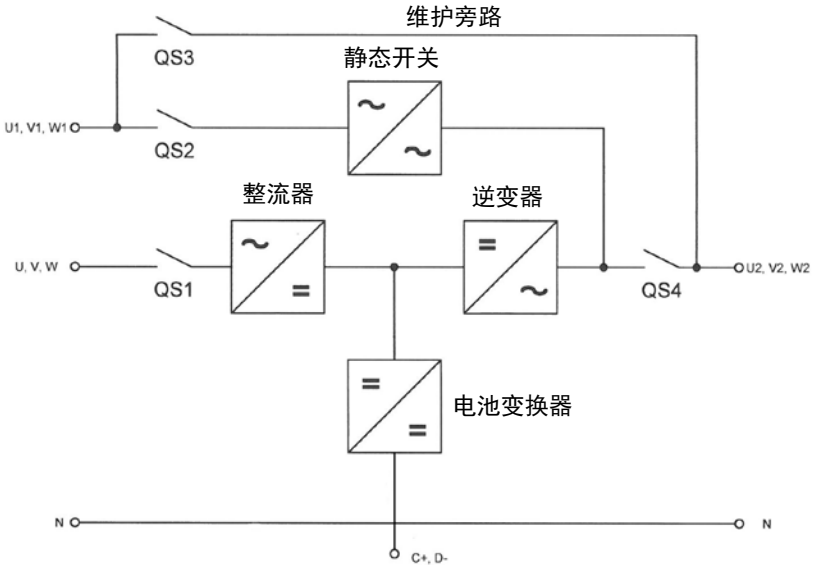 维护旁路
QS3
静态开关
U1, V1, W1
QS2
整流器
逆变器
U, V, W
QS1
QS4
U2, V2, W2
电池变换器
N
N
C+, D-